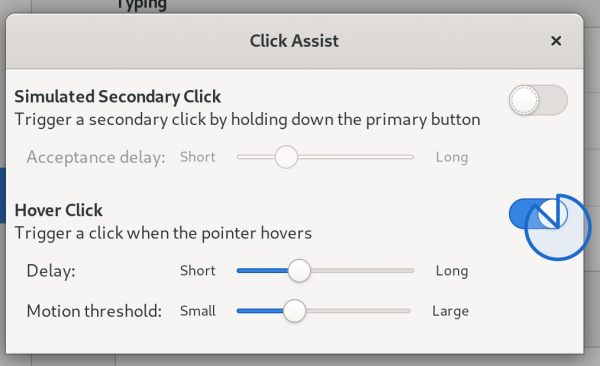 Typing
Click Assist
Simulated Secondary Click
Trigger a secondary click by holding down the primary button
Acceptance delay: Short Long
Hover Click
Trigger a click when the pointer hovers
Delay: Short Long
Motion threshold: Small Large